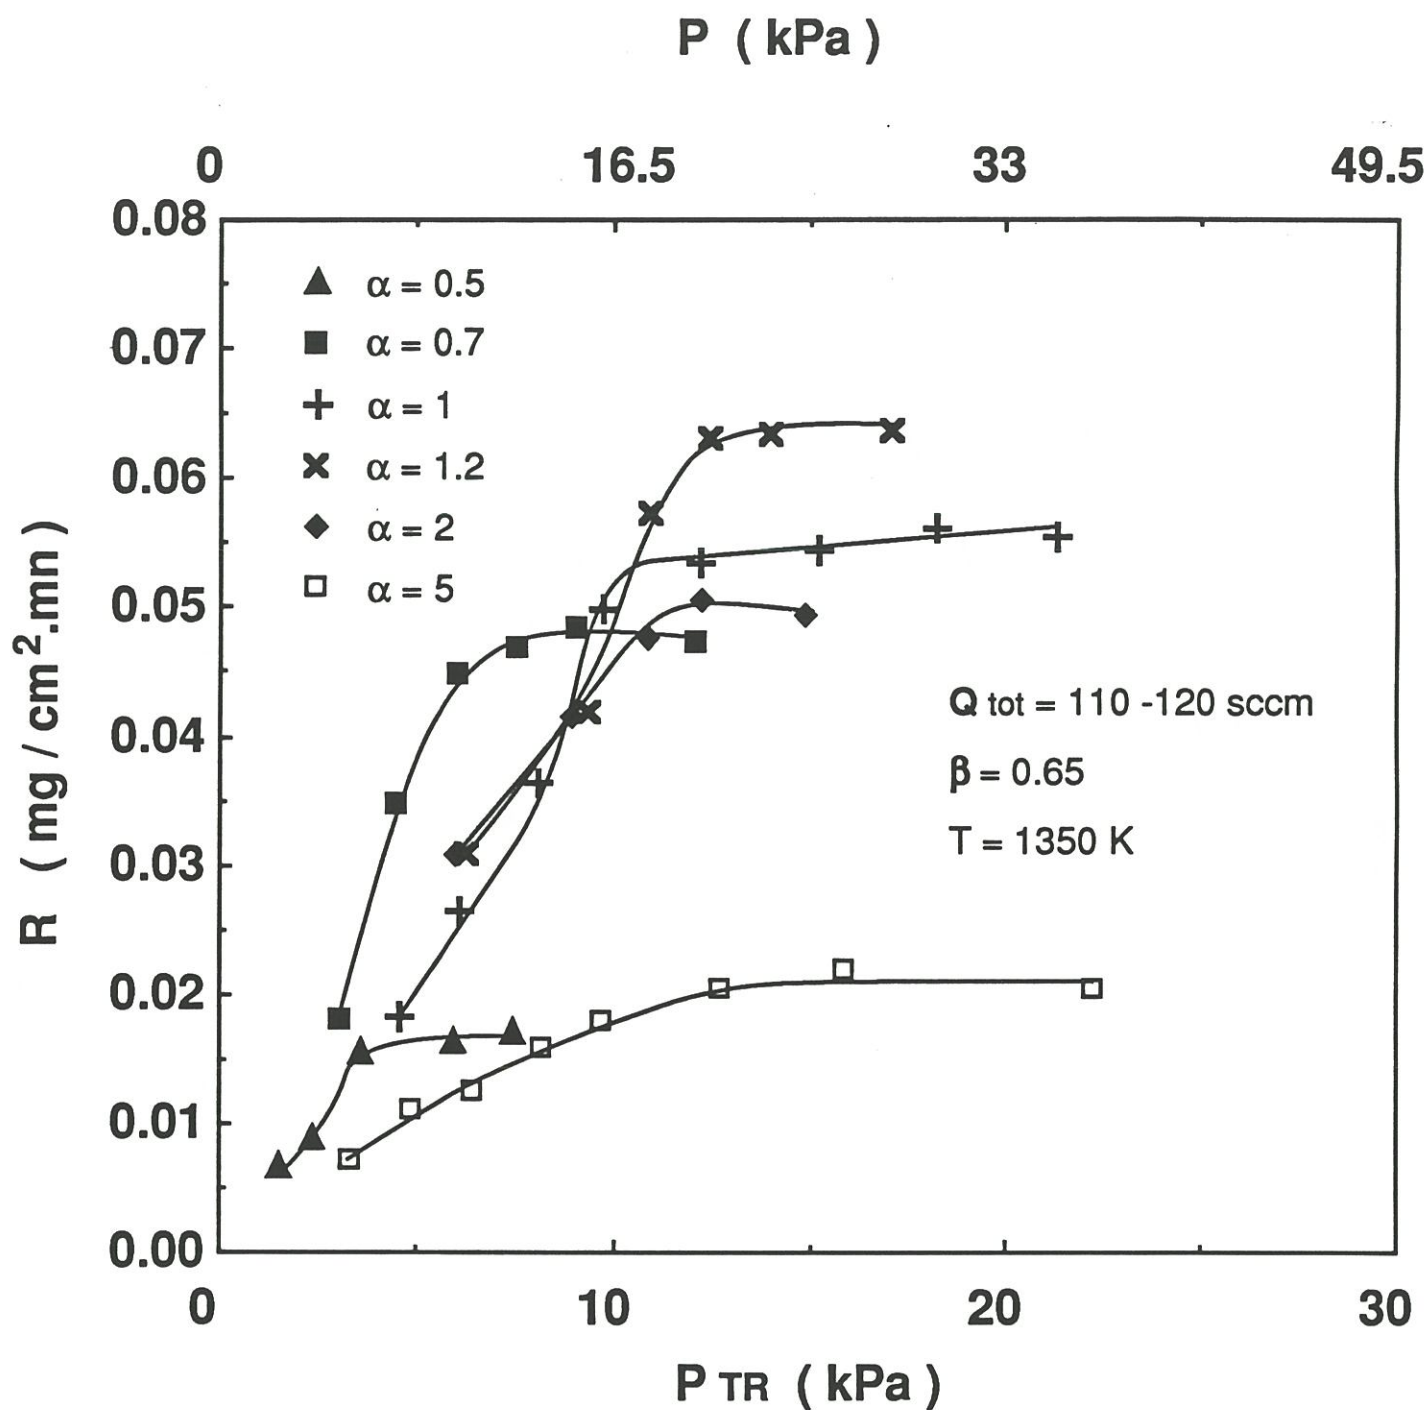 P ( kPa )
0 16.5 33 49.5
0.08
α = 0.5
α = 0.7
0.07
α = 1
α = 1.2
0.06
α = 2
α = 5
0.05
Q tot = 110 -120 sccm
β = 0.65
T = 1350 K
0.04
0.03
0.02
0.01
0.00
R ( mg / cm².mn )
0 10 20 30
P TR ( kPa )